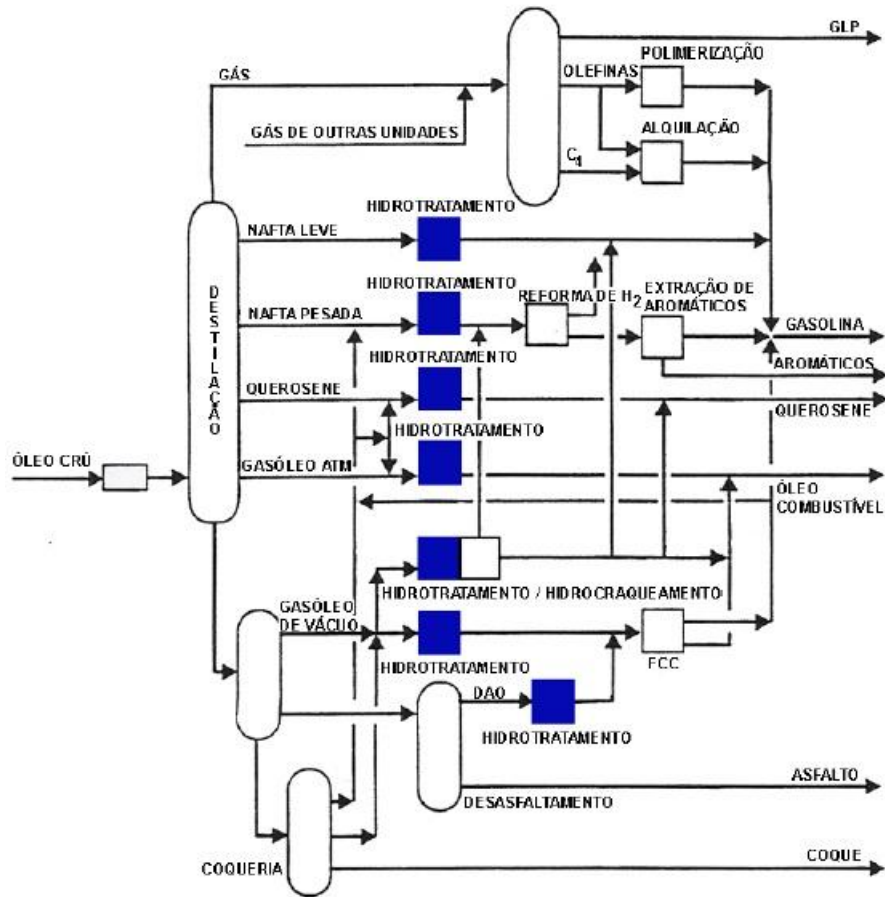 GLP
POLIMERIZAÇÃO
GÁS
OLEFINAS
GÁS DE OUTRAS UNIDADES
ALQUILAÇÃO
C4
HIDROTRATAMENTO
NAFTA LEVE
HIDROTRATAMENTO
DESTILAÇÃO
REFORMA DE H2
EXTRAÇÃO DE
AROMÁTICOS
NAFTA PESADA
GASOLINA
HIDROTRATAMENTO
AROMÁTICOS
QUEROSENE
QUEROSENE
HIDROTRATAMENTO
ÓLEO CRÚ
GASÓLEO ATM
ÓLEO
COMBUSTÍVEL
HIDROTRATAMENTO / HIDROCRAQUEAMENTO
GASÓLEO
DE VÁCUO
HIDROTRATAMENTO
FCC
DAO
HIDROTRATAMENTO
ASFALTO
DESASFALTAMENTO
COQUE
COQUERIA